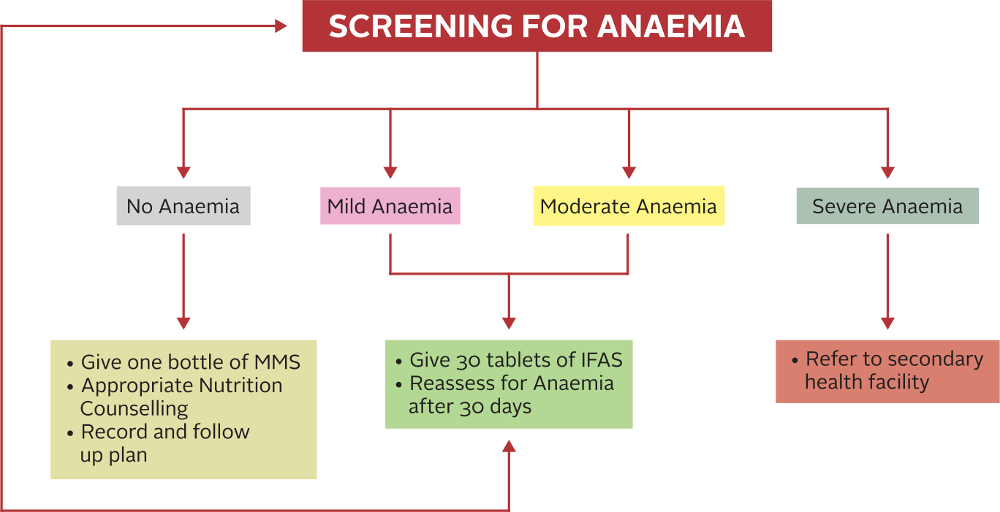 SCREENING FOR ANAEMIA
No Anaemia
Mild Anaemia
Moderate Anaemia
Severe Anaemia
• Give one bottle of MMS
• Appropriate Nutrition
Counselling
• Record and follow
up plan
• Give 30 tablets of IFAS
• Reassess for Anaemia
after 30 days
• Refer to secondary
health facility